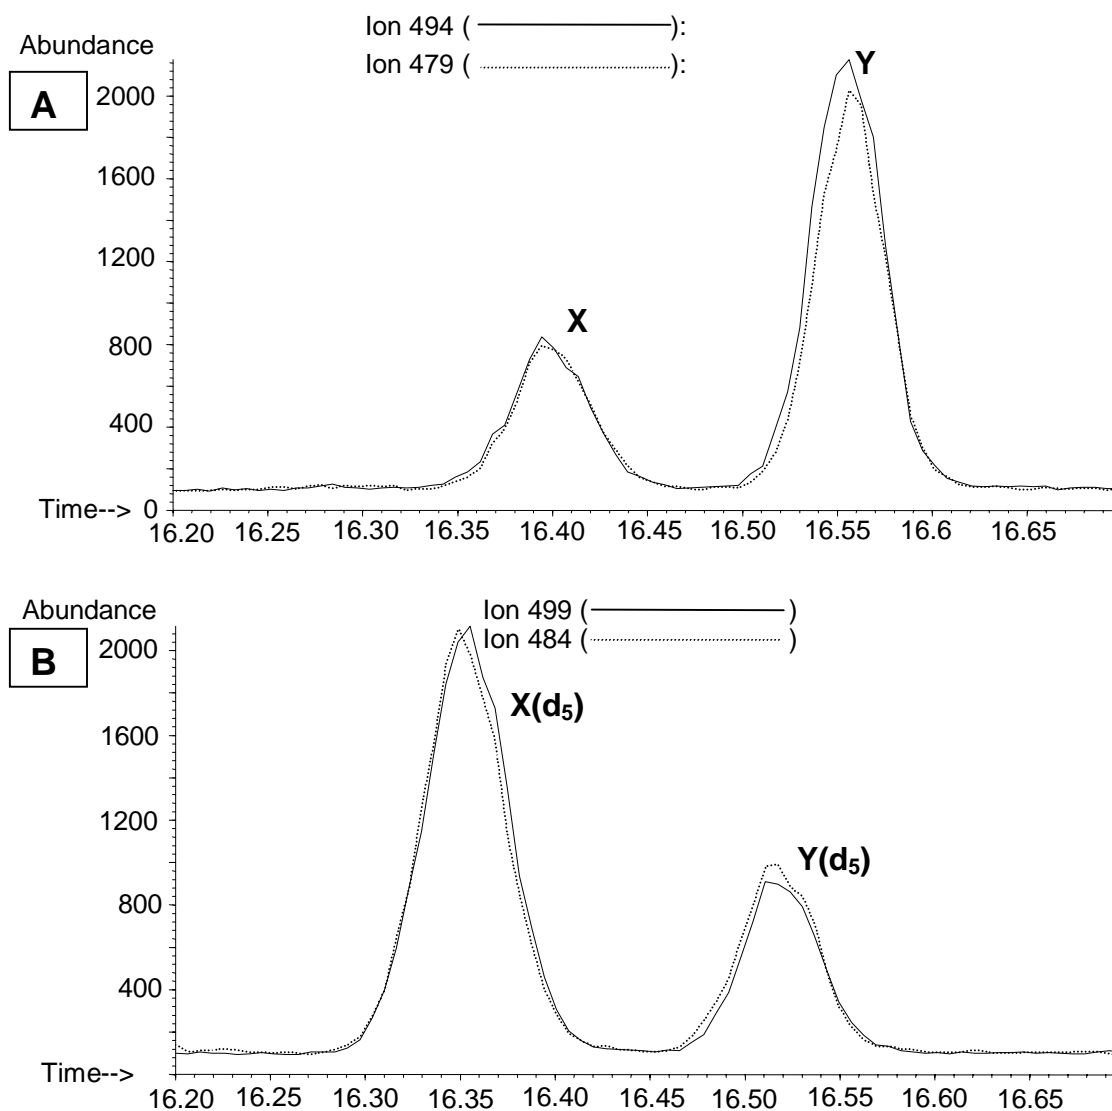 Ion 494 ( ):
Abundance
Ion 479 ( ):
A
Y
2000
1600
1200
X
800
400
Time--> 0
16.20 16.25 16.30 16.35 16.40 16.45 16.50 16.55 16.6 16.65
Abundance
Ion 499 ( )
Ion 484 ( )
B
2000
X(d5)
1600
1200
Y(d5)
800
400
Time-->
16.20 16.25 16.30 16.35 16.40 16.45 16.50 16.55 16.60 16.65